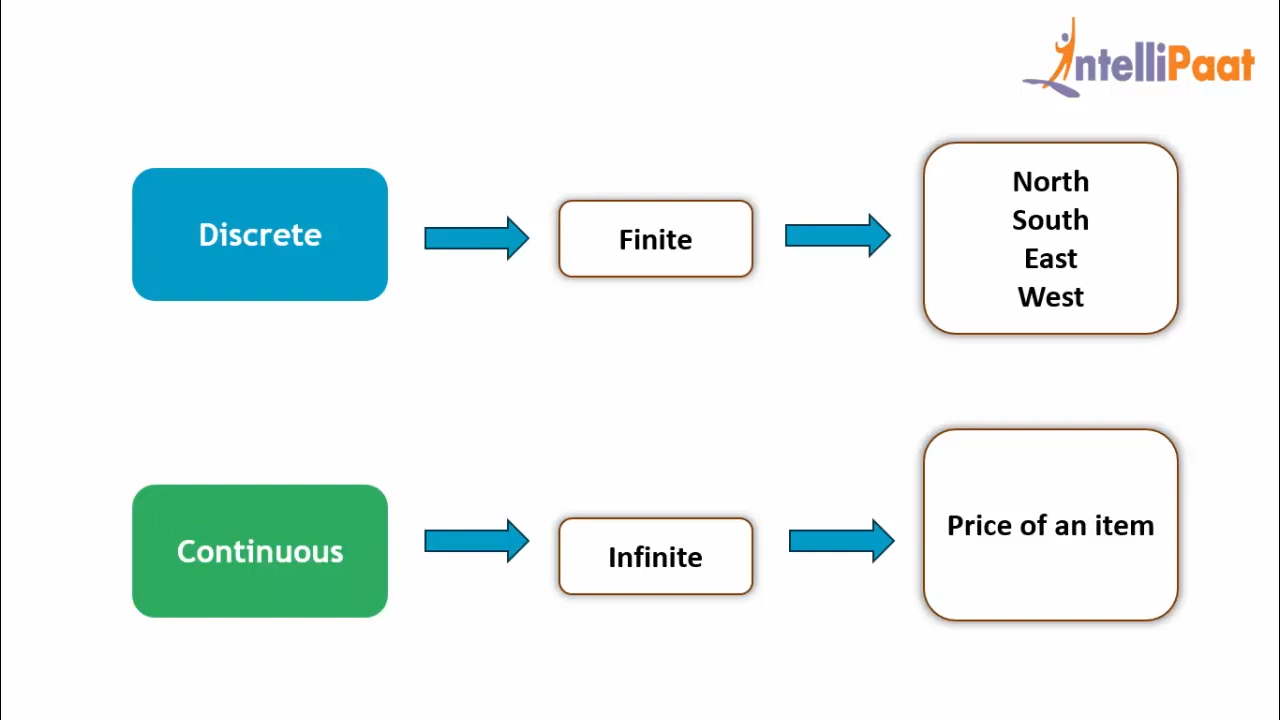 IntelliPaat
Discrete
Finite
North
South
East
West
Continuous
Infinite
Price of an item